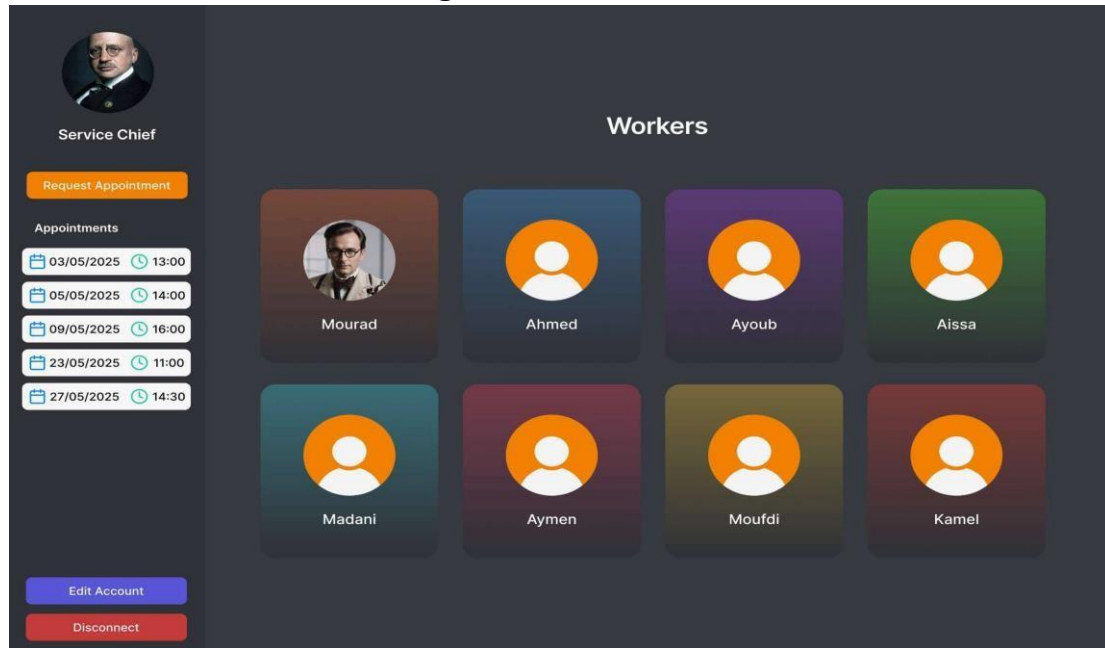 Service Chief
Request Appointment
Appointments
03/05/2025 13:00
05/05/2025 14:00
09/05/2025 16:00
23/05/2025 11:00
27/05/2025 14:30
Edit Account
Disconnect
Workers
Mourad Ahmed Ayoub Aissa
Madani Aymen Moufdi Kamel